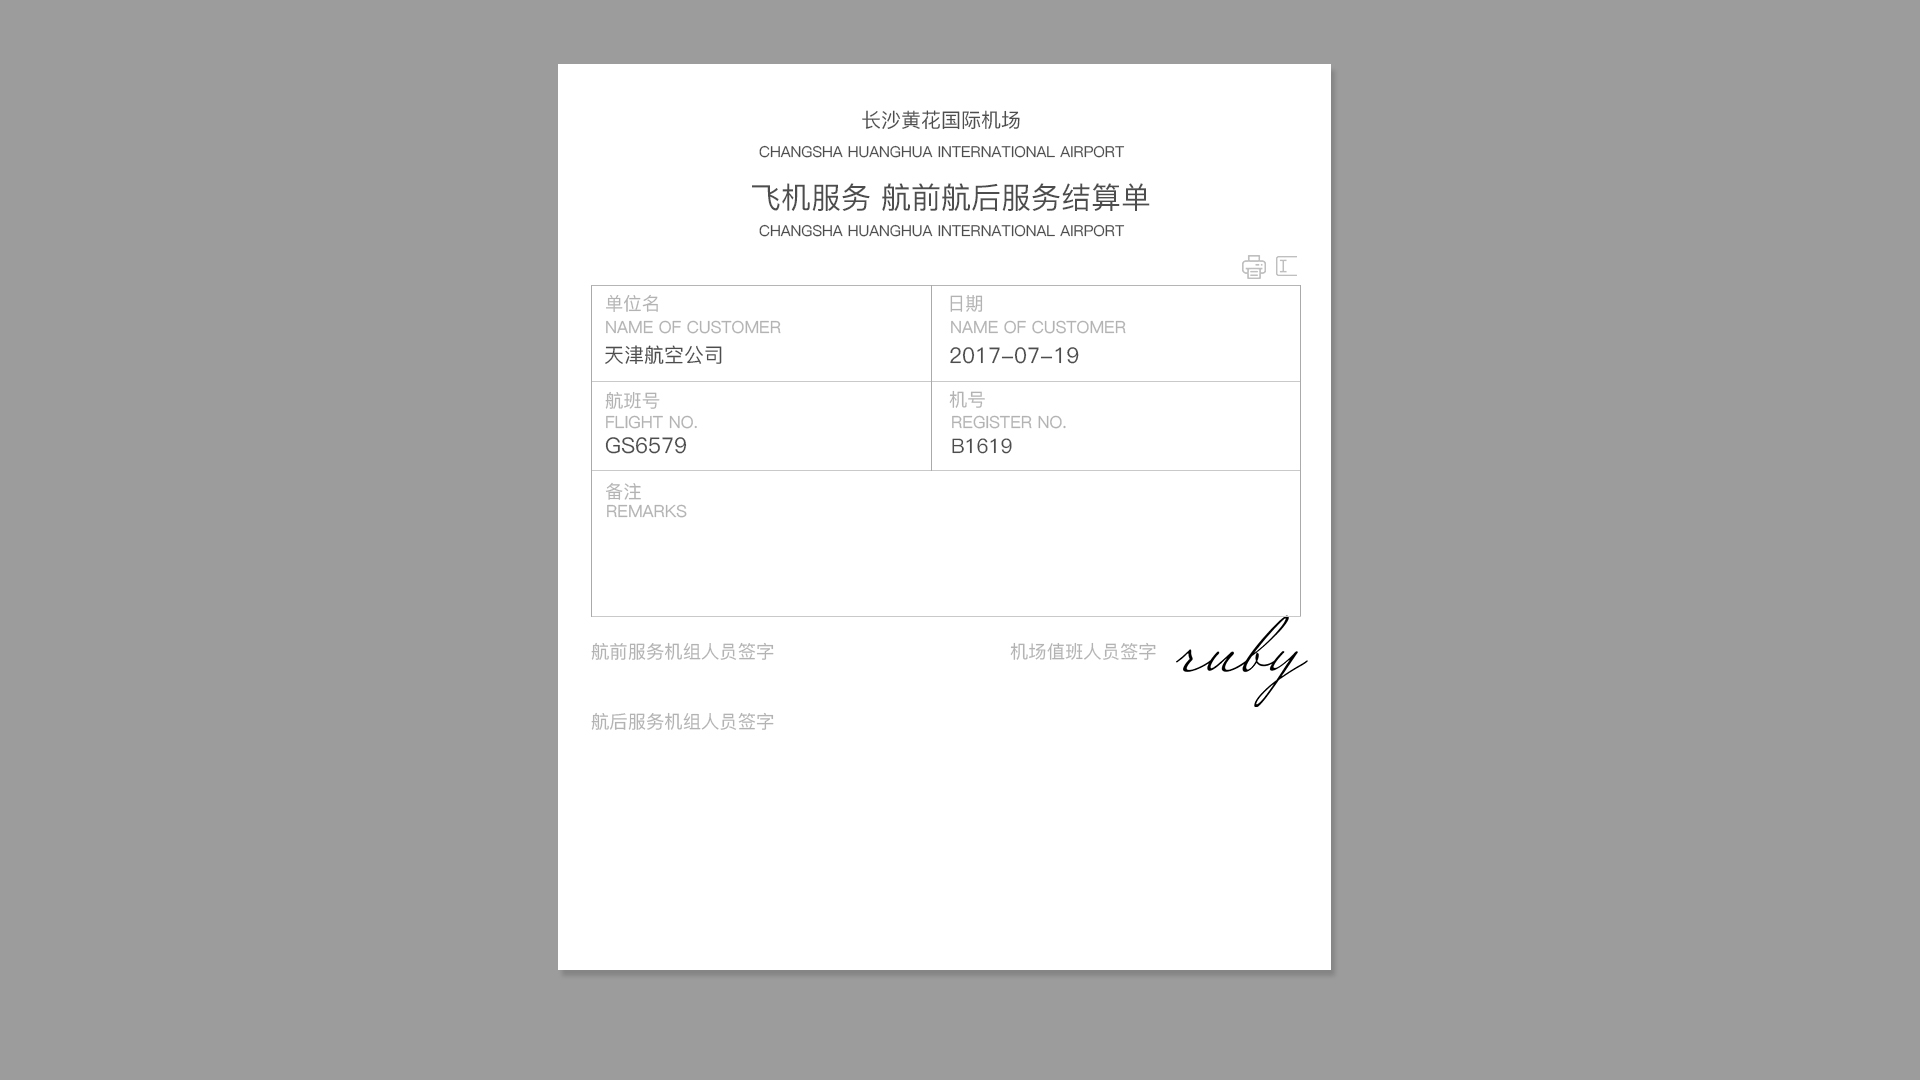 长沙黄花国际机场
CHANGSHA HUANGHUA INTERNATIONAL AIRPORT
飞机服务 航前航后服务结算单
CHANGSHA HUANGHUA INTERNATIONAL AIRPORT
单位名
NAME OF CUSTOMER
天津航空公司
日期
NAME OF CUSTOMER
2017-07-19
航班号
FLIGHT NO.
GS6579
机号
REGISTER NO.
B1619
备注
REMARKS
航前服务机组人员签字
机场值班人员签字 ruby
航后服务机组人员签字